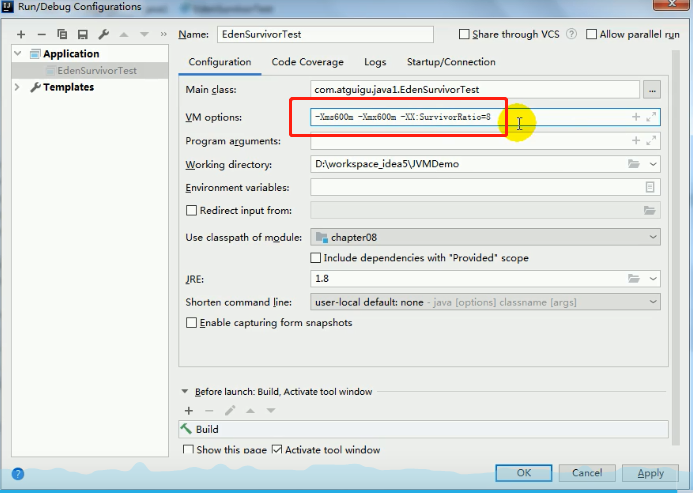 Run/Debug Configurations
Name: EdenSurvivorTest
Share through VCS ? Allow parallel run
Application
EdenSurvivorTest
Templates
Configuration Code Coverage Logs Startup/Connection
Main class: com.atguigu.java1.EdenSurvivorTest ...
VM options: -Xms600m -Xmx600m -XX:SurvivorRatio=8
Program arguments:
Working directory: D:\workspace_idea5\JVMDemo
Environment variables:
Redirect input from:
Use classpath of module: chapter08
Include dependencies with "Provided" scope
JRE: 1.8
Shorten command line: user-local default: none - java [options] classname [args]
Enable capturing form snapshots
Before launch: Build, Activate tool window
Build
Show this page Activate tool window
? OK Cancel Apply